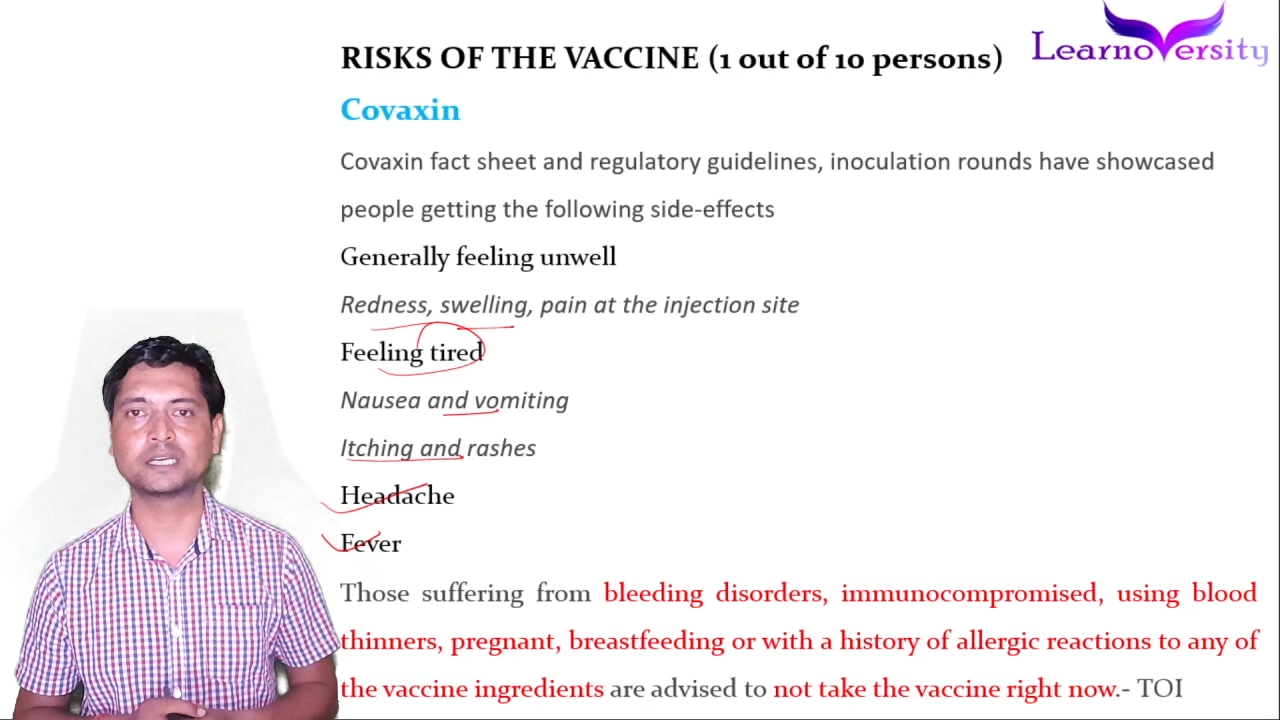 RISKS OF THE VACCINE (1 out of 10 persons)
LearnoVersity
Covaxin
Covaxin fact sheet and regulatory guidelines, inoculation rounds have showcased
people getting the following side-effects
Generally feeling unwell
Redness, swelling, pain at the injection site
Feeling tired
Nausea and vomiting
Itching and rashes
Headache
Fever
Those suffering from bleeding disorders, immunocompromised, using blood
thinners, pregnant, breastfeeding or with a history of allergic reactions to any of
the vaccine ingredients are advised to not take the vaccine right now.- TOI